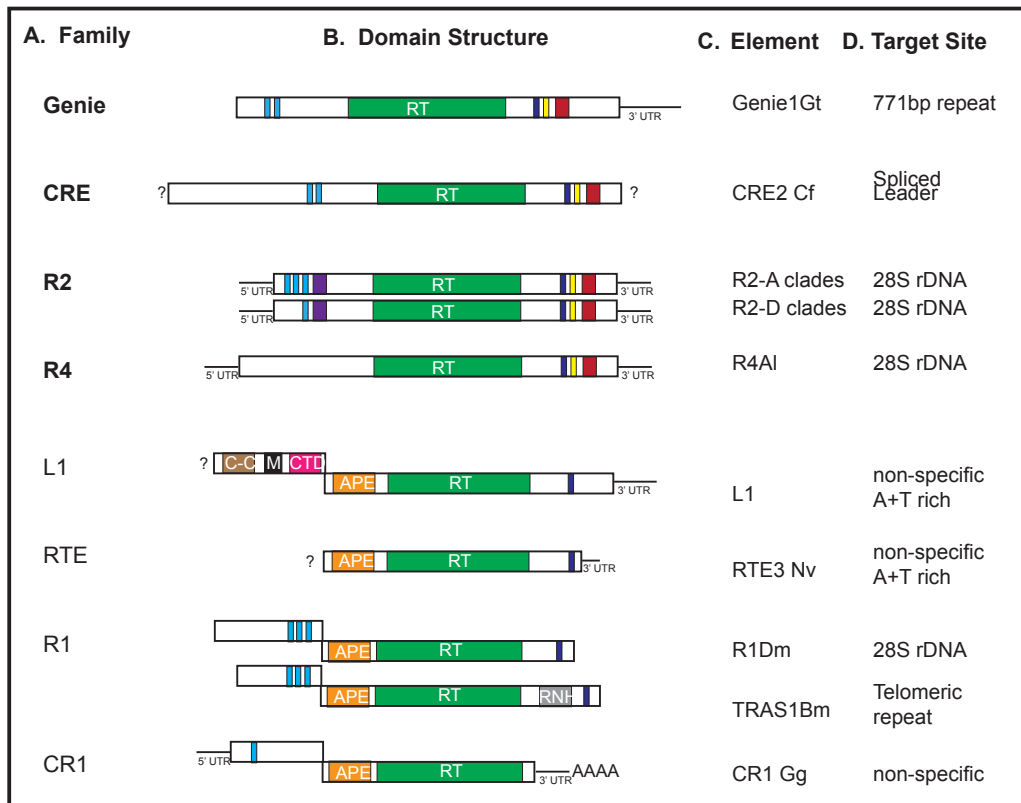 A. Family B. Domain Structure C. Element D. Target Site
Genie RT 3' UTR Genie1Gt 771bp repeat
CRE ? RT ? CRE2 Cf Spliced
Leader
R2 5' UTR RT 3' UTR R2-A clades 28S rDNA
5' UTR RT 3' UTR R2-D clades 28S rDNA
R4 5' UTR RT 3' UTR R4Al 28S rDNA
L1 ? C-C M CTD non-specific
APE RT 3' UTR L1 A+T rich
RTE ? APE RT 3' UTR RTE3 Nv non-specific
A+T rich
R1 APE RT R1Dm 28S rDNA
APE RT RNH TRAS1Bm Telomeric
repeat
CR1 5' UTR APE RT 3' UTR AAAA CR1 Gg non-specific